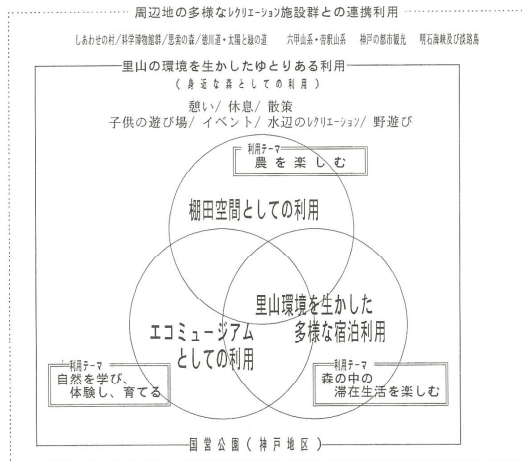 周辺地の多様なレクリエーション施設群との連携利用
しあわせの村/科学博物館群/思索の森/徳川道・太陽と緑の道　六甲山系・帝釈山系　神戸の都市観光　明石海峡及び淡路島
里山の環境を生かしたゆとりある利用
(身近な森としての利用)
憩い/ 休息/ 散策
子供の遊び場/ イベント/ 水辺のレクリエーション/ 野遊び
利用テーマ
農を楽しむ
棚田空間としての利用
里山環境を生かした
多様な宿泊利用
エコミュージアム
としての利用
利用テーマ
自然を学び、
体験し、育てる
利用テーマ
森の中の
滞在生活を楽しむ
国営公園(神戸地区)